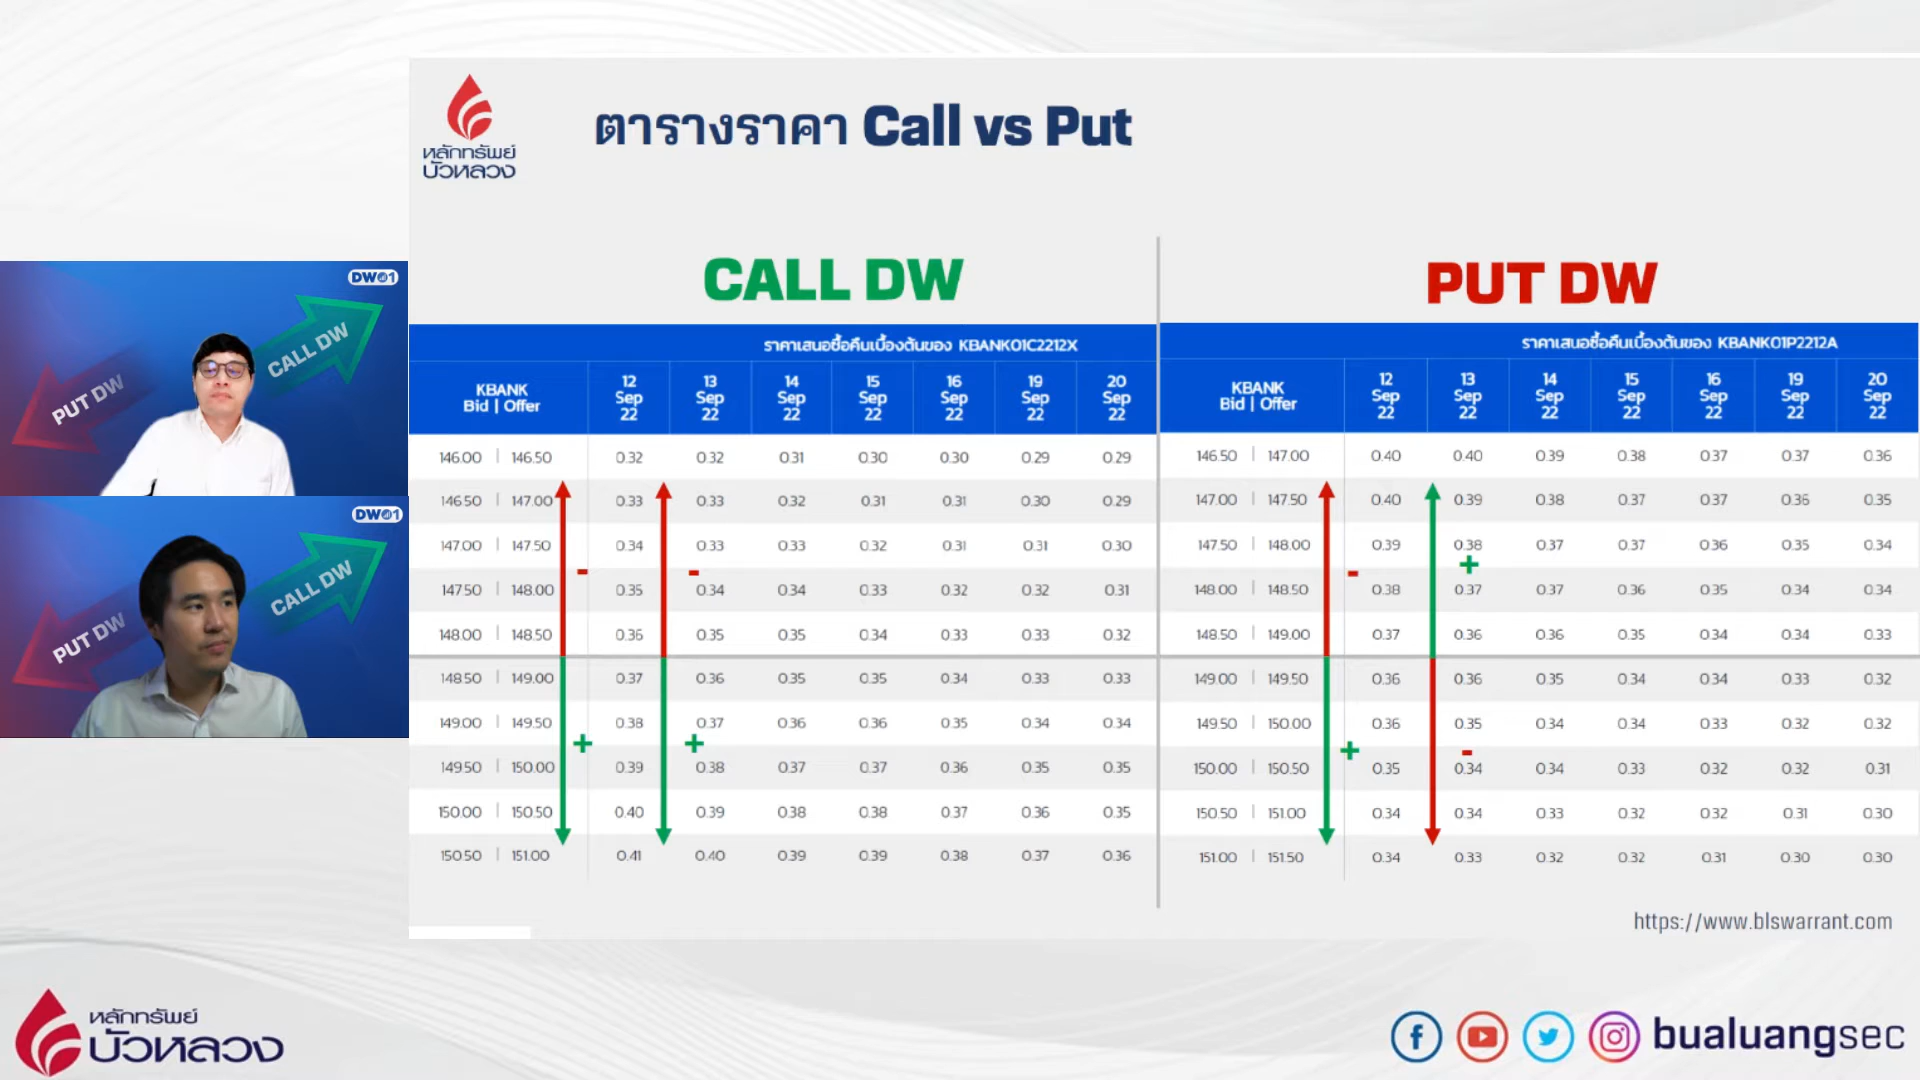 หลักทรัพย์
บัวหลวง
ตารางราคา Call vs Put
DW01
PUT DW
CALL DW
DW01
PUT DW
CALL DW
CALL DW
ราคาเสนอซื้อคืนเบื้องต้นของ KBANK01C2212X
KBANK Bid | Offer 12 Sep 22 13 Sep 22 14 Sep 22 15 Sep 22 16 Sep 22 19 Sep 22 20 Sep 22
146.00 | 146.50 0.32 0.32 0.31 0.30 0.30 0.29 0.29
146.50 | 147.00 0.33 0.33 0.32 0.31 0.31 0.30 0.29
147.00 | 147.50 0.34 0.33 0.33 0.32 0.31 0.31 0.30
- -
147.50 | 148.00 0.35 0.34 0.34 0.33 0.32 0.32 0.31
148.00 | 148.50 0.36 0.35 0.35 0.34 0.33 0.33 0.32
148.50 | 149.00 0.37 0.36 0.35 0.35 0.34 0.33 0.33
149.00 | 149.50 0.38 0.37 0.36 0.36 0.35 0.34 0.34
+ +
149.50 | 150.00 0.39 0.38 0.37 0.37 0.36 0.35 0.35
150.00 | 150.50 0.40 0.39 0.38 0.38 0.37 0.36 0.35
150.50 | 151.00 0.41 0.40 0.39 0.39 0.38 0.37 0.36
PUT DW
ราคาเสนอซื้อคืนเบื้องต้นของ KBANK01P2212A
KBANK Bid | Offer 12 Sep 22 13 Sep 22 14 Sep 22 15 Sep 22 16 Sep 22 19 Sep 22 20 Sep 22
146.50 | 147.00 0.40 0.40 0.39 0.38 0.37 0.37 0.36
147.00 | 147.50 0.40 0.39 0.38 0.37 0.37 0.36 0.35
147.50 | 148.00 0.39 0.38 0.37 0.37 0.36 0.35 0.34
- +
148.00 | 148.50 0.38 0.37 0.37 0.36 0.35 0.34 0.34
148.50 | 149.00 0.37 0.36 0.36 0.35 0.34 0.34 0.33
149.00 | 149.50 0.36 0.36 0.35 0.34 0.34 0.33 0.32
149.50 | 150.00 0.36 0.35 0.34 0.34 0.33 0.32 0.32
+ -
150.00 | 150.50 0.35 0.34 0.34 0.33 0.32 0.32 0.31
150.50 | 151.00 0.34 0.34 0.33 0.32 0.32 0.31 0.30
151.00 | 151.50 0.34 0.33 0.32 0.32 0.31 0.30 0.30
https://www.blswarrant.com
หลักทรัพย์
บัวหลวง
bualuangsec